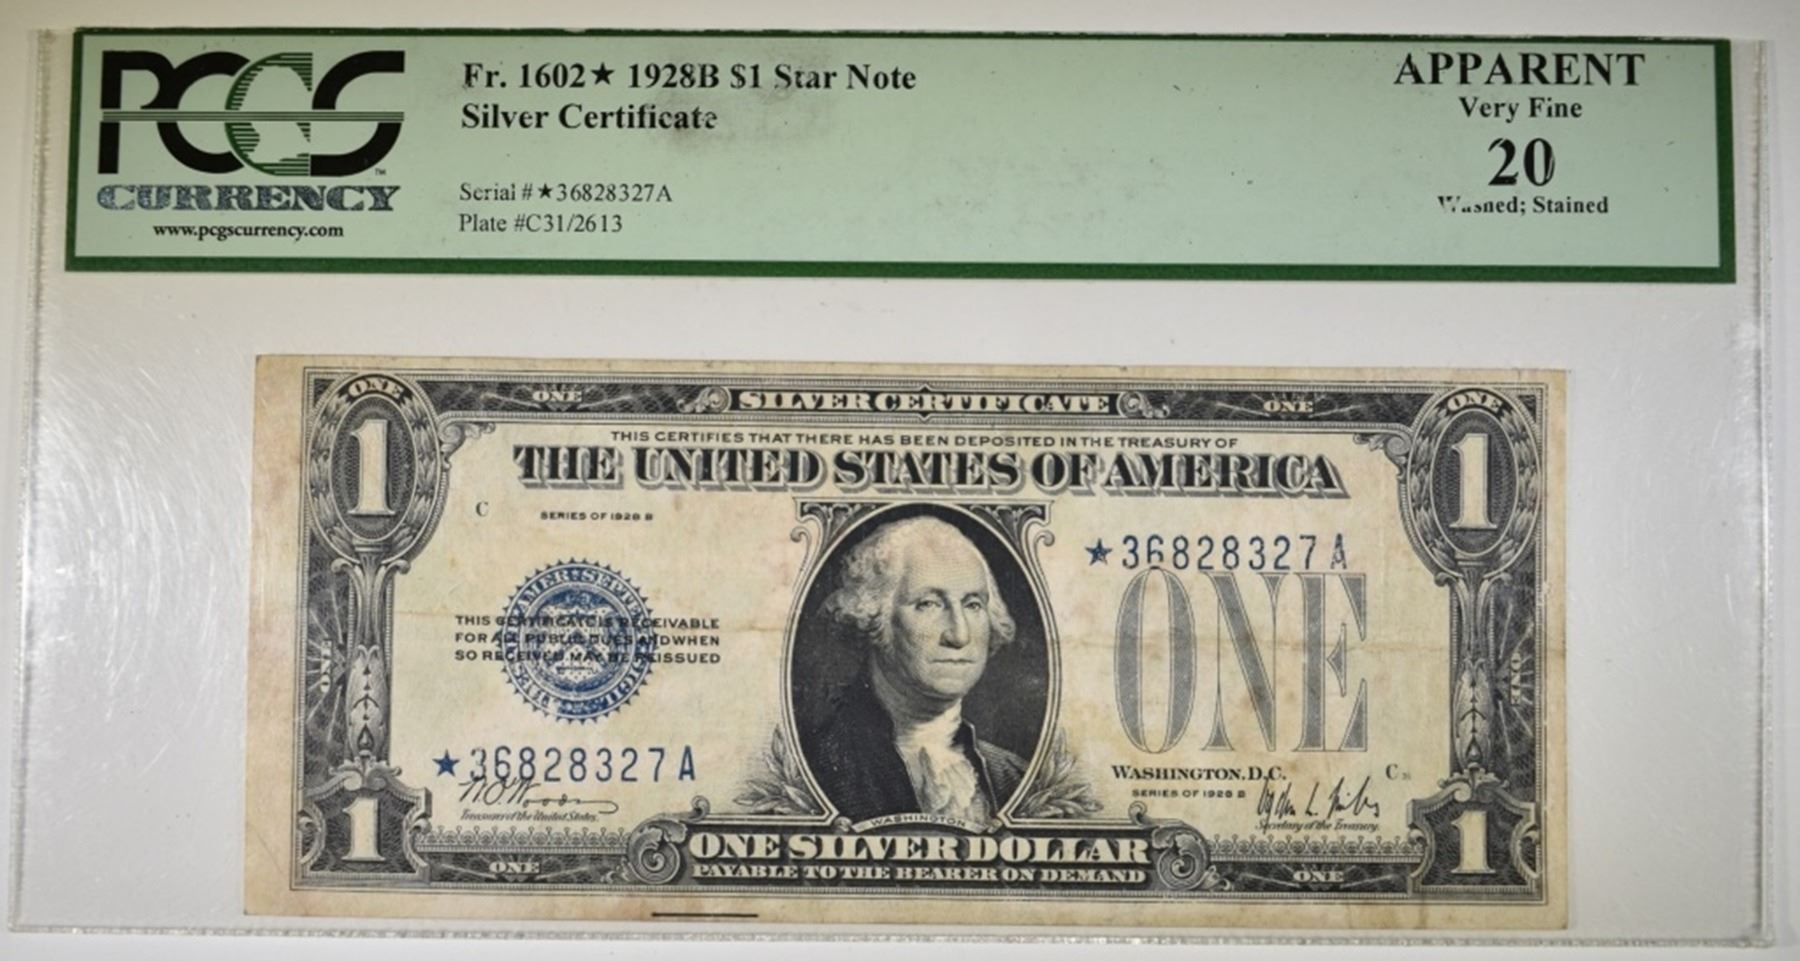 PCGS
CURRENCY
www.pcgscurrency.com
Fr. 1602★ 1928B $1 Star Note
Silver Certificate
Serial #★36828327A
Plate #C31/2613
APPARENT
Very Fine
20
Washed; Stained
ONE
ONE
SILVER CERTIFICATE
ONE
ONE
1
1
THIS CERTIFIES THAT THERE HAS BEEN DEPOSITED IN THE TREASURY OF
THE UNITED STATES OF AMERICA
C
SERIES OF 1928 B
★36828327A
ONE
THIS CERTIFICATE IS RECEIVABLE
FOR ALL PUBLIC DUES AND WHEN
SO RECEIVED MAY BE REISSUED
ONE
ONE
★36828327A
W. O. Woods
Treasurer of the United States.
WASHINGTON, D.C.
C
SERIES OF 1928 B
Secretary of the Treasury.
WASHINGTON
1
1
ONE SILVER DOLLAR
ONE
PAYABLE TO THE BEARER ON DEMAND
ONE